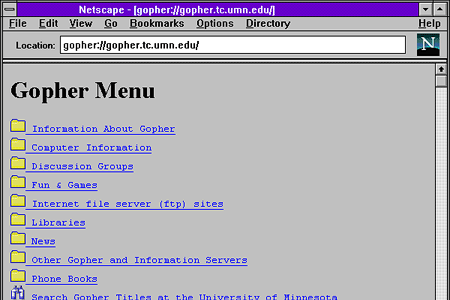 Netscape - [gopher://gopher.tc.umn.edu/]
File Edit View Go Bookmarks Options Directory Help
Location: gopher://gopher.tc.umn.edu/
N
Gopher Menu
Information About Gopher
Computer Information
Discussion Groups
Fun & Games
Internet file server (ftp) sites
Libraries
News
Other Gopher and Information Servers
Phone Books
Search Gopher Titles at the University of Minnesota